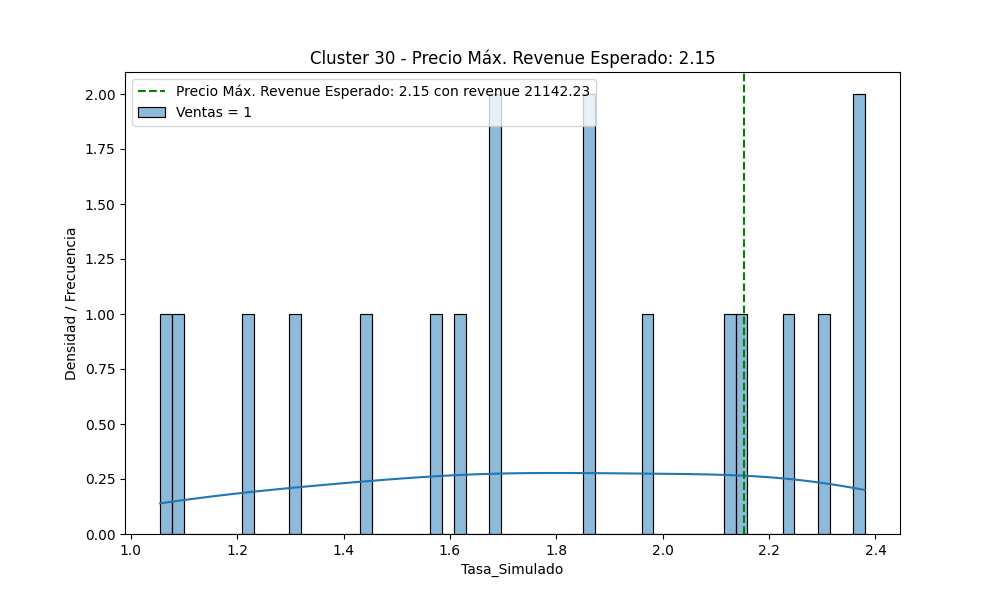 Cluster 30 - Precio Máx. Revenue Esperado: 2.15
Precio Máx. Revenue Esperado: 2.15 con revenue 21142.23
Ventas = 1
2.00
1.75
1.50
1.25
1.00
0.75
0.50
0.25
0.00
Densidad / Frecuencia
1.0 1.2 1.4 1.6 1.8 2.0 2.2 2.4
Tasa_Simulado